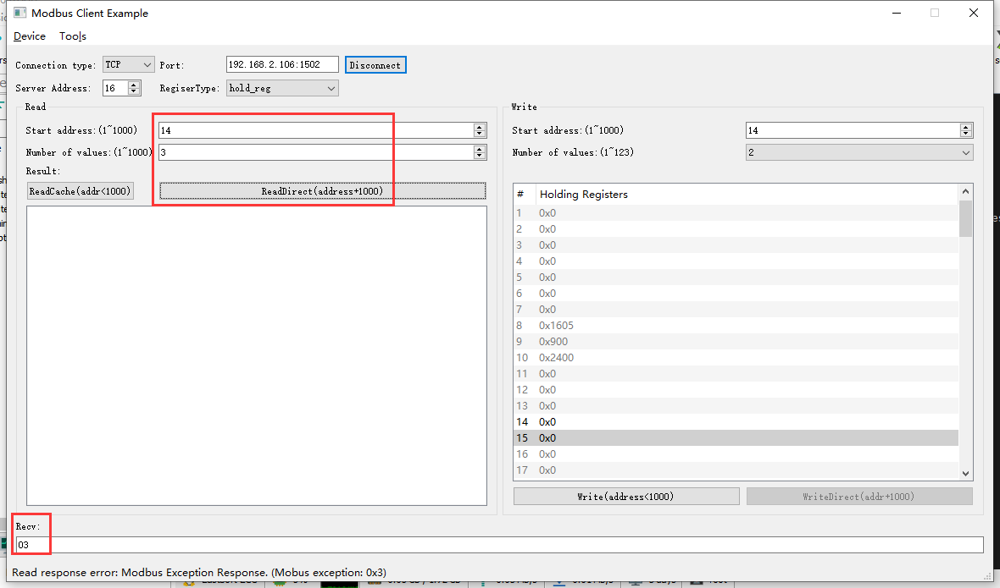 Modbus Client Example
Device Tools
Connection type: TCP Port: 192.168.2.106:1502 Disconnect
Server Address: 16 RegiserType: hold_reg
Read
Start address:(1~1000) 14
Number of values:(1~1000) 3
Result:
ReadCache(addr<1000) ReadDirect(address+1000)
Write
Start address:(1~1000) 14
Number of values:(1~123) 2
# Holding Registers
1 0x0
2 0x0
3 0x0
4 0x0
5 0x0
6 0x0
7 0x0
8 0x1605
9 0x900
10 0x2400
11 0x0
12 0x0
13 0x0
14 0x0
15 0x0
16 0x0
17 0x0
Write(address<1000) WriteDirect(addr+1000)
Recv:
03
Read response error: Modbus Exception Response. (Mobus exception: 0x3)